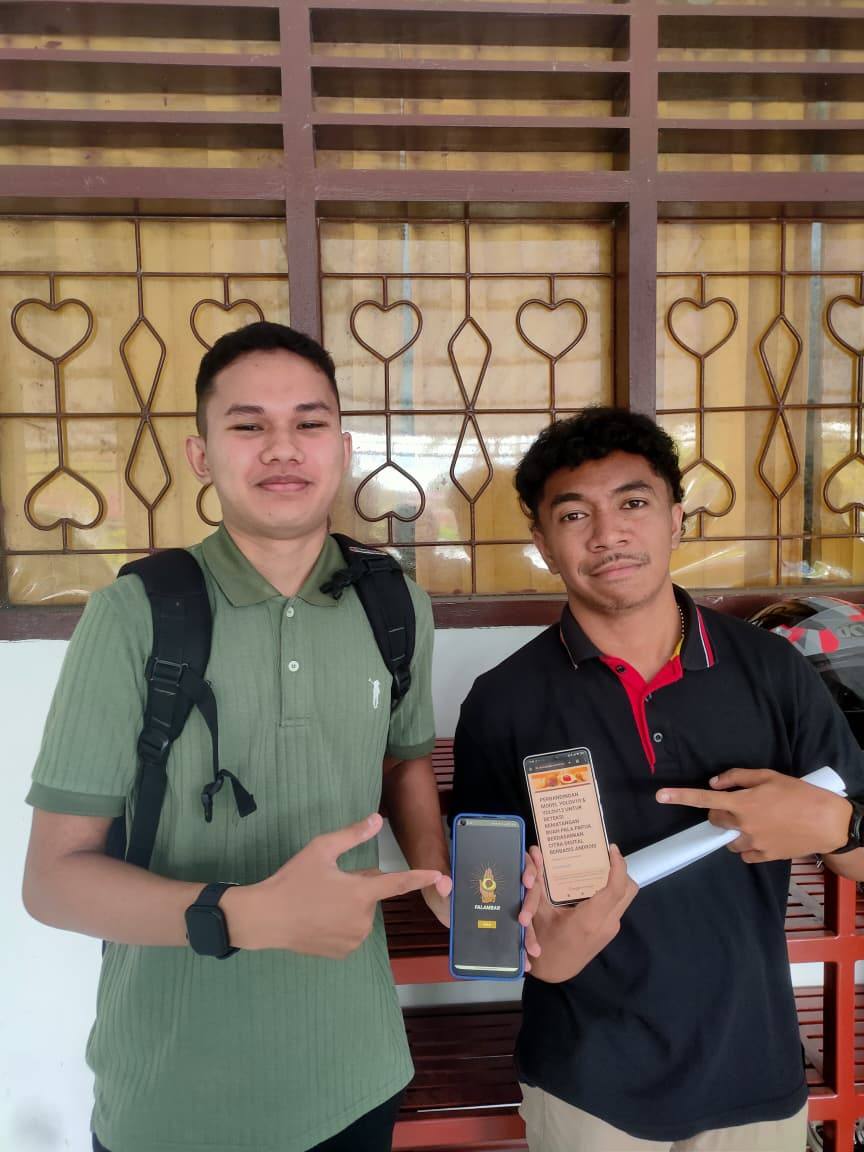 PALAMBAR
PERBANDINGAN
MODEL YOLOV11 &
YOLOV12 UNTUK
DETEKSI
KEMATANGAN
BUAH PALA PAPUA
BERDASARKAN
CITRA DIGITAL
BERBASIS ANDROID